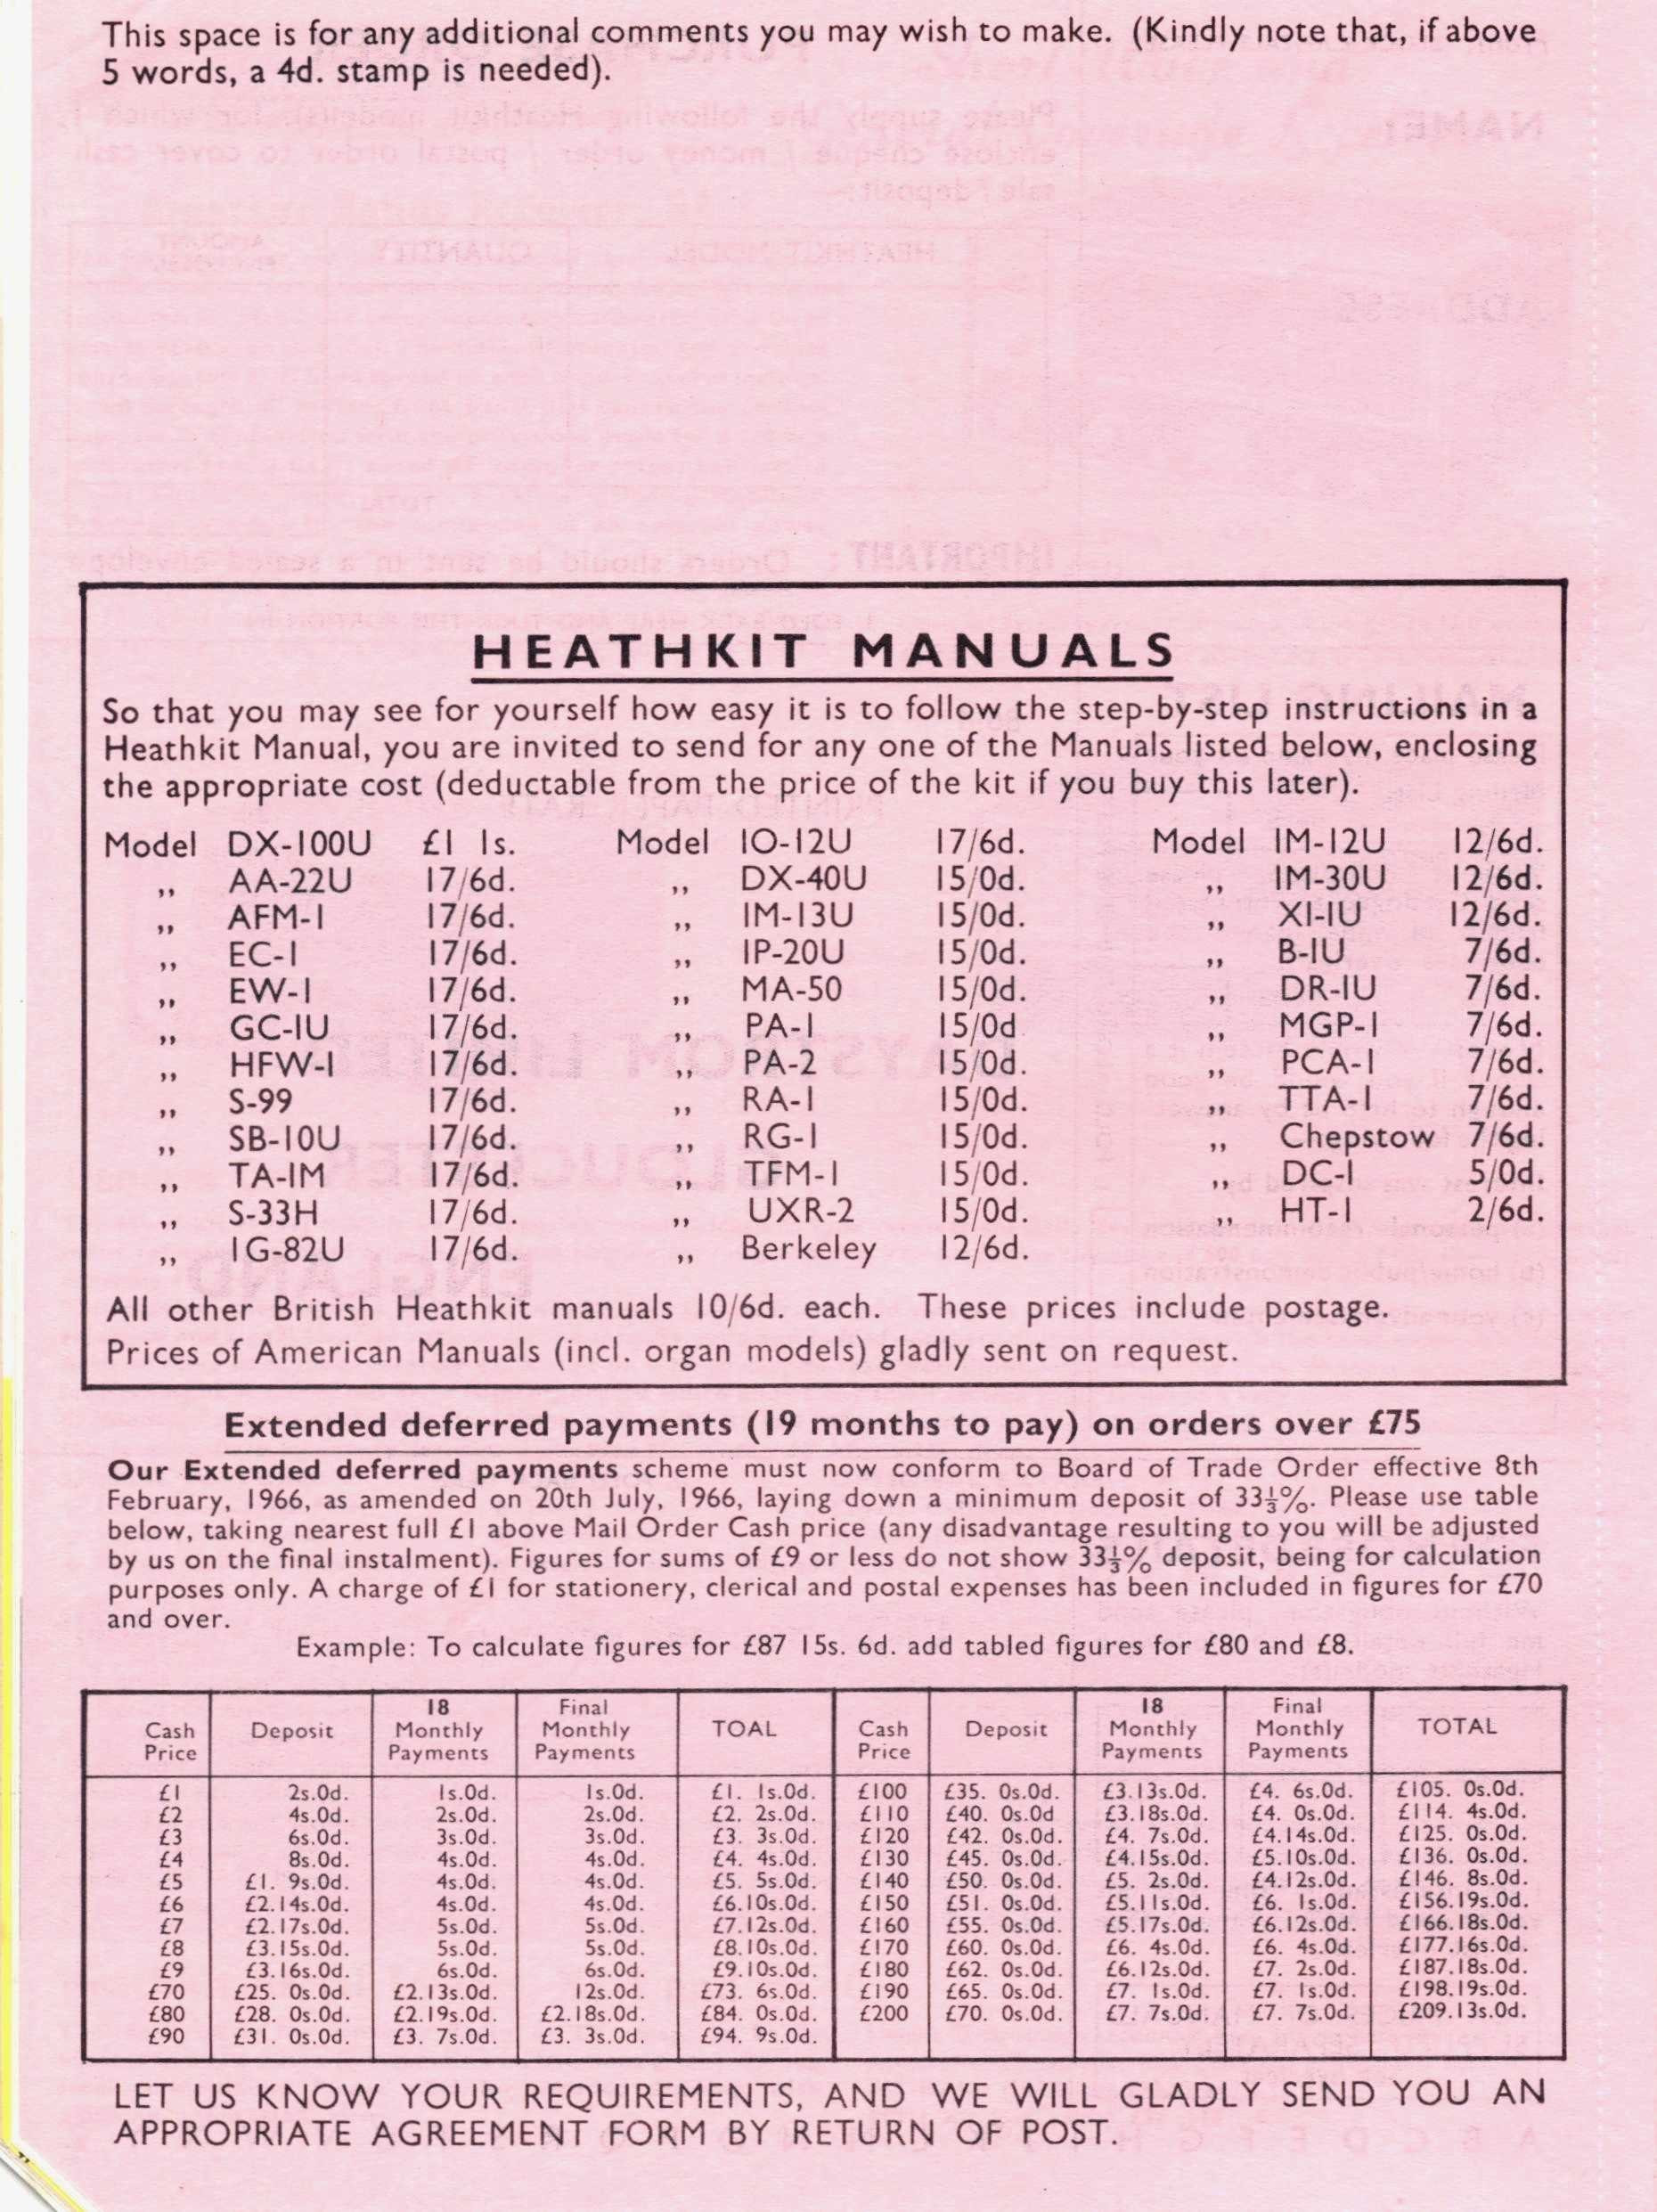 This space is for any additional comments you may wish to make. (Kindly note that, if above
5 words, a 4d. stamp is needed).
HEATHKIT MANUALS
So that you may see for yourself how easy it is to follow the step-by-step instructions in a
Heathkit Manual, you are invited to send for any one of the Manuals listed below, enclosing
the appropriate cost (deductable from the price of the kit if you buy this later).
Model DX-100U £1 1s. Model IO-12U 17/6d. Model IM-12U 12/6d.
,, AA-22U 17/6d. ,, DX-40U 15/0d. ,, IM-30U 12/6d.
,, AFM-1 17/6d. ,, IM-13U 15/0d. ,, XI-IU 12/6d.
,, EC-1 17/6d. ,, IP-20U 15/0d. ,, B-IU 7/6d.
,, EW-1 17/6d. ,, MA-50 15/0d. ,, DR-IU 7/6d.
,, GC-IU 17/6d. ,, PA-1 15/0d ,, MGP-1 7/6d.
,, HFW-1 17/6d. ,, PA-2 15/0d. ,, PCA-1 7/6d.
,, S-99 17/6d. ,, RA-1 15/0d. ,, TTA-1 7/6d.
,, SB-10U 17/6d. ,, RG-1 15/0d. ,, Chepstow 7/6d.
,, TA-IM 17/6d. ,, TFM-1 15/0d. ,, DC-1 5/0d.
,, S-33H 17/6d. ,, UXR-2 15/0d. ,, HT-1 2/6d.
,, IG-82U 17/6d. ,, Berkeley 12/6d.
All other British Heathkit manuals 10/6d. each. These prices include postage.
Prices of American Manuals (incl. organ models) gladly sent on request.
Extended deferred payments (19 months to pay) on orders over £75
Our Extended deferred payments scheme must now conform to Board of Trade Order effective 8th
February, 1966, as amended on 20th July, 1966, laying down a minimum deposit of 33⅓%. Please use table
below, taking nearest full £1 above Mail Order Cash price (any disadvantage resulting to you will be adjusted
by us on the final instalment). Figures for sums of £9 or less do not show 33⅓% deposit, being for calculation
purposes only. A charge of £1 for stationery, clerical and postal expenses has been included in figures for £70
and over.
Example: To calculate figures for £87 15s. 6d. add tabled figures for £80 and £8.
Cash Price Deposit 18 Monthly Payments Final Monthly Payments TOAL Cash Price Deposit 18 Monthly Payments Final Monthly Payments TOTAL
£1 2s.0d. 1s.0d. 1s.0d. £1. 1s.0d. £100 £35. 0s.0d. £3.13s.0d. £4. 6s.0d. £105. 0s.0d.
£2 4s.0d. 2s.0d. 2s.0d. £2. 2s.0d. £110 £40. 0s.0d £3.18s.0d. £4. 0s.0d. £114. 4s.0d.
£3 6s.0d. 3s.0d. 3s.0d. £3. 3s.0d. £120 £42. 0s.0d. £4. 7s.0d. £4.14s.0d. £125. 0s.0d.
£4 8s.0d. 4s.0d. 4s.0d. £4. 4s.0d. £130 £45. 0s.0d. £4.15s.0d. £5.10s.0d. £136. 0s.0d.
£5 £1. 9s.0d. 4s.0d. 4s.0d. £5. 5s.0d. £140 £50. 0s.0d. £5. 2s.0d. £4.12s.0d. £146. 8s.0d.
£6 £2.14s.0d. 4s.0d. 4s.0d. £6.10s.0d. £150 £51. 0s.0d. £5.11s.0d. £6. 1s.0d. £156.19s.0d.
£7 £2.17s.0d. 5s.0d. 5s.0d. £7.12s.0d. £160 £55. 0s.0d. £5.17s.0d. £6.12s.0d. £166.18s.0d.
£8 £3.15s.0d. 5s.0d. 5s.0d. £8.10s.0d. £170 £60. 0s.0d. £6. 4s.0d. £6. 4s.0d. £177.16s.0d.
£9 £3.16s.0d. 6s.0d. 6s.0d. £9.10s.0d. £180 £62. 0s.0d. £6.12s.0d. £7. 2s.0d. £187.18s.0d.
£70 £25. 0s.0d. £2.13s.0d. 12s.0d. £73. 6s.0d. £190 £65. 0s.0d. £7. 1s.0d. £7. 1s.0d. £198.19s.0d.
£80 £28. 0s.0d. £2.19s.0d. £2.18s.0d. £84. 0s.0d. £200 £70. 0s.0d. £7. 7s.0d. £7. 7s.0d. £209.13s.0d.
£90 £31. 0s.0d. £3. 7s.0d. £3. 3s.0d. £94. 9s.0d.
LET US KNOW YOUR REQUIREMENTS, AND WE WILL GLADLY SEND YOU AN
APPROPRIATE AGREEMENT FORM BY RETURN OF POST.